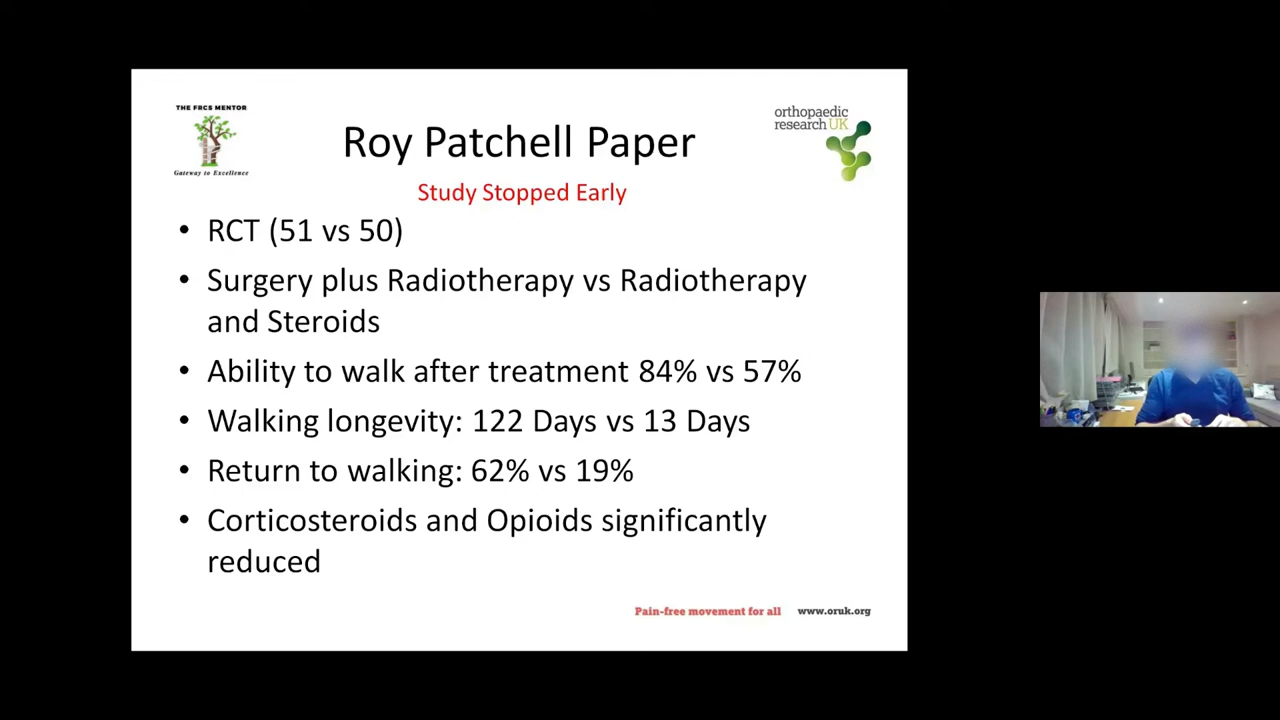 THE FRCS MENTOR
Gateway to Excellence
orthopaedic
research UK
Roy Patchell Paper
Study Stopped Early
• RCT (51 vs 50)
• Surgery plus Radiotherapy vs Radiotherapy
and Steroids
• Ability to walk after treatment 84% vs 57%
• Walking longevity: 122 Days vs 13 Days
• Return to walking: 62% vs 19%
• Corticosteroids and Opioids significantly
reduced
Pain-free movement for all www.oruk.org